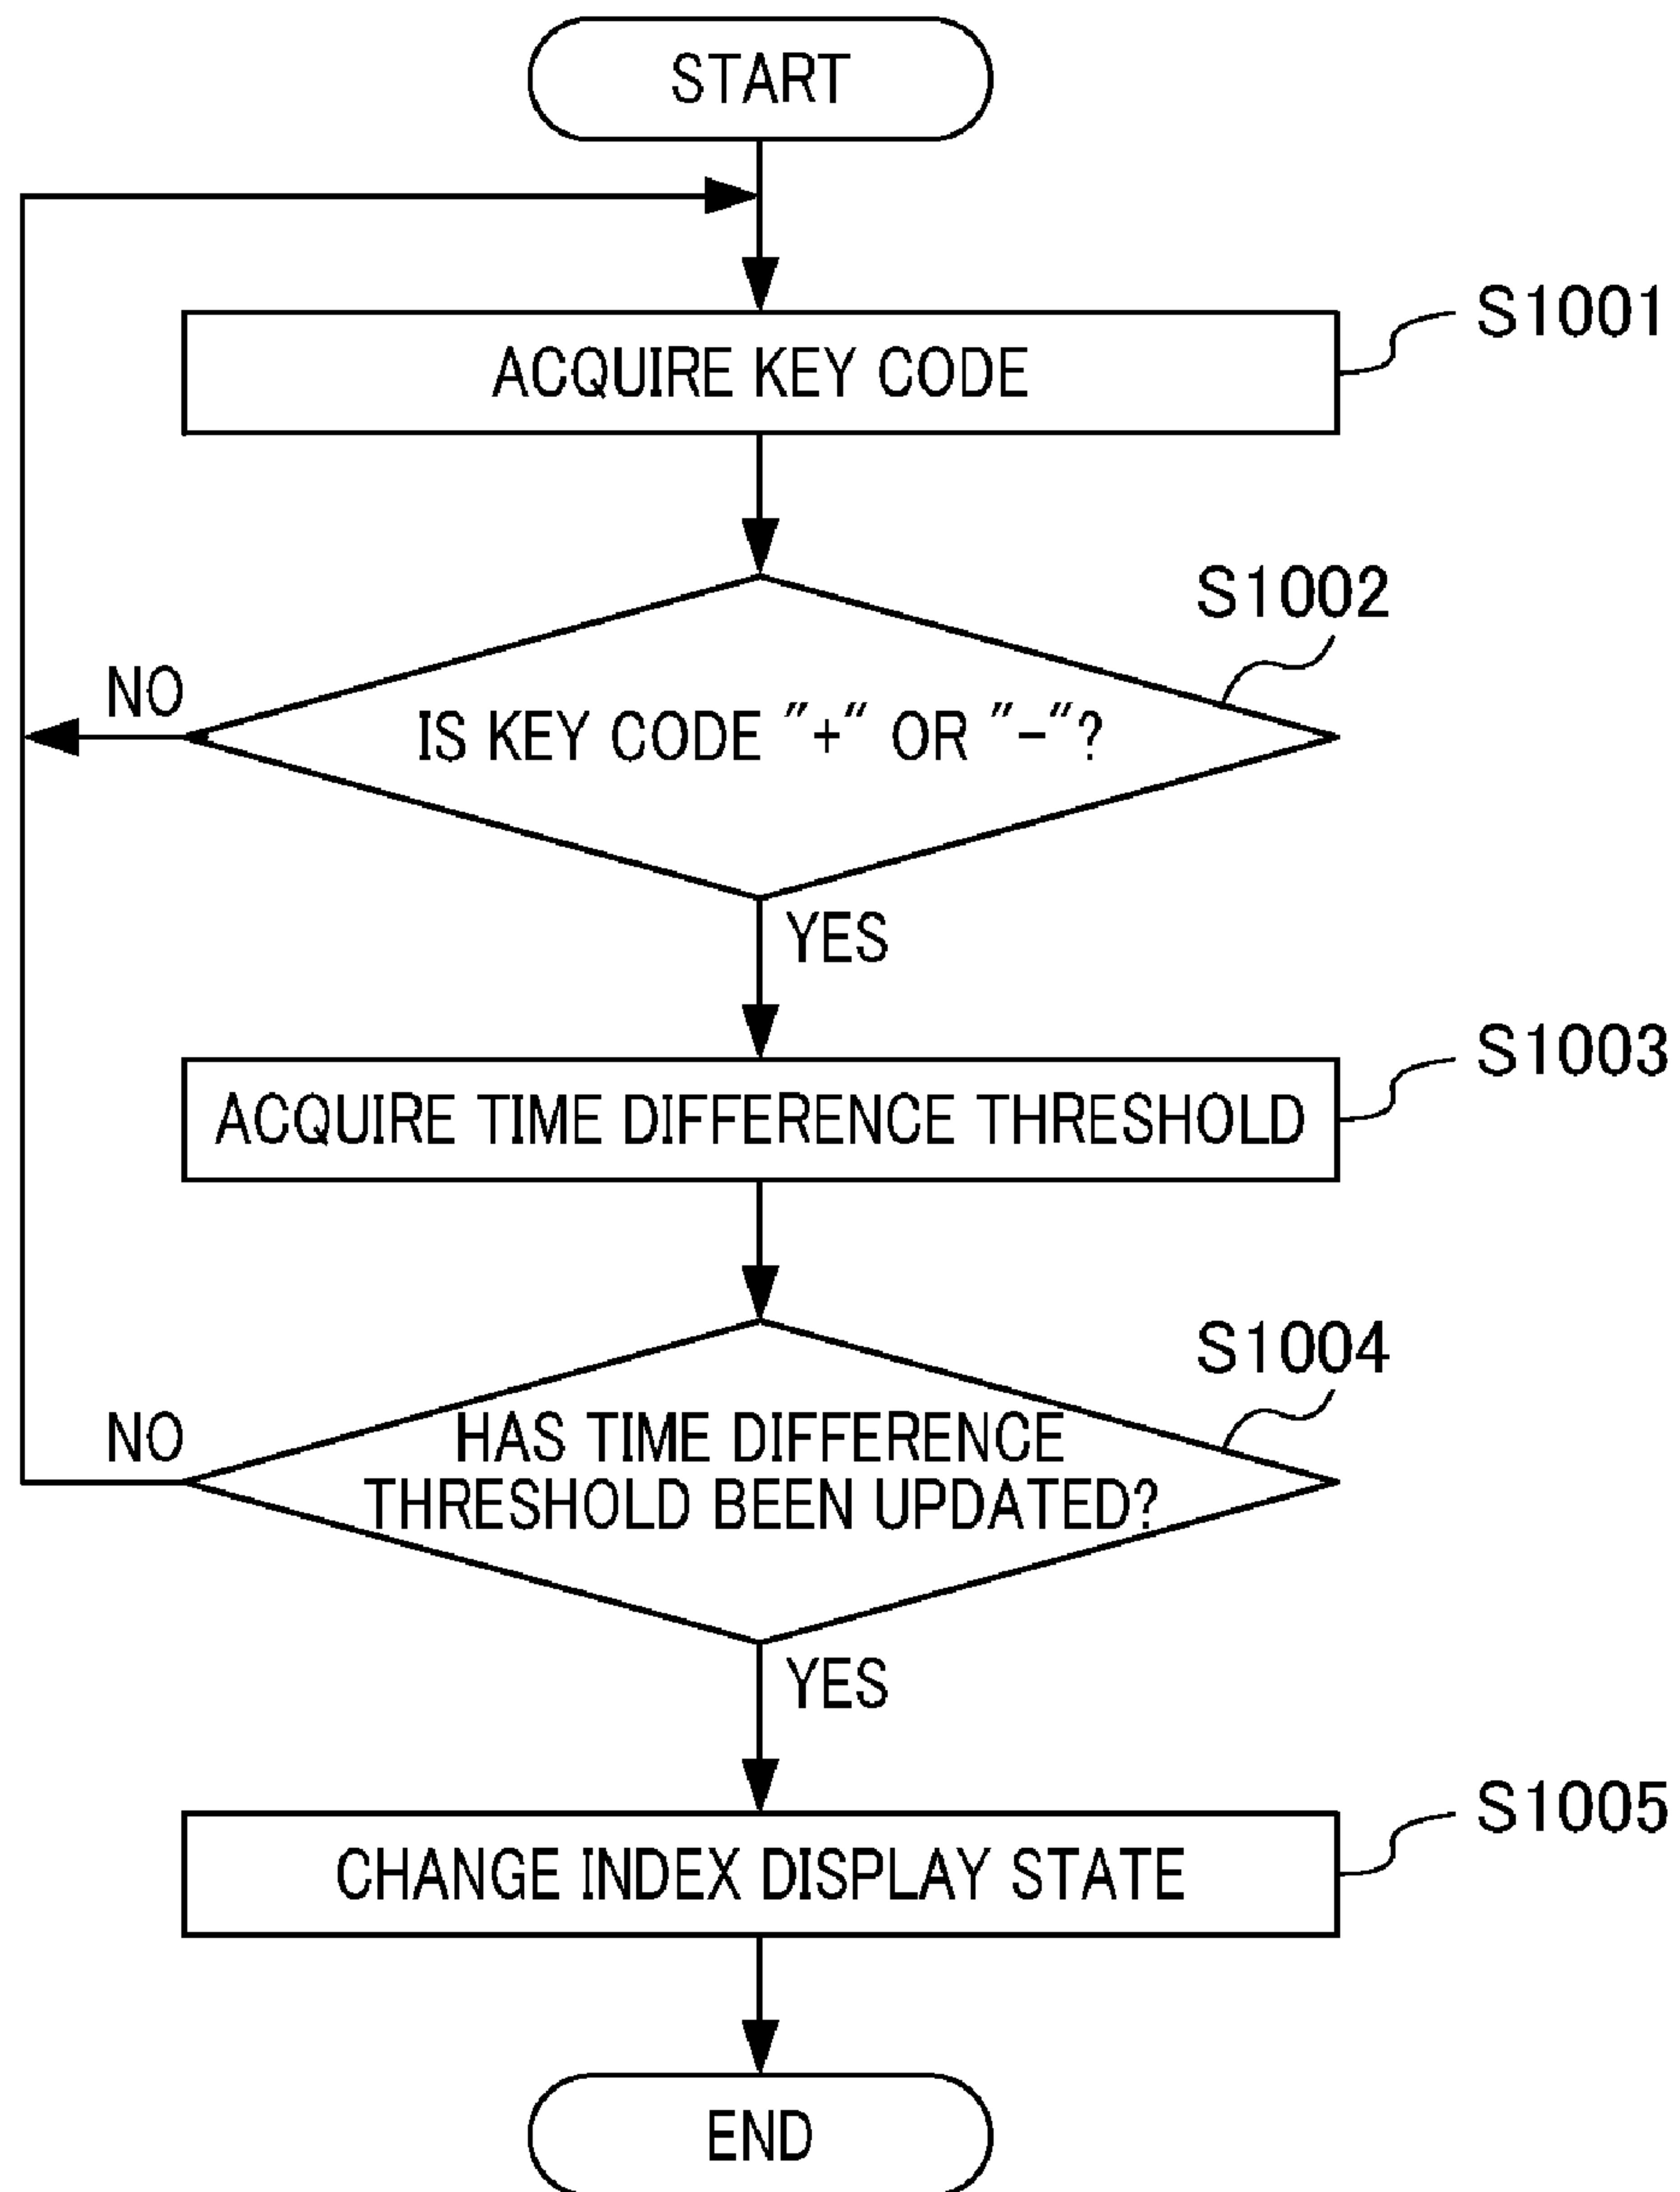 START
S1001
ACQUIRE KEY CODE
S1002
NO
IS KEY CODE "+" OR "-"?
YES
S1003
ACQUIRE TIME DIFFERENCE THRESHOLD
S1004
NO
HAS TIME DIFFERENCE
THRESHOLD BEEN UPDATED?
YES
S1005
CHANGE INDEX DISPLAY STATE
END